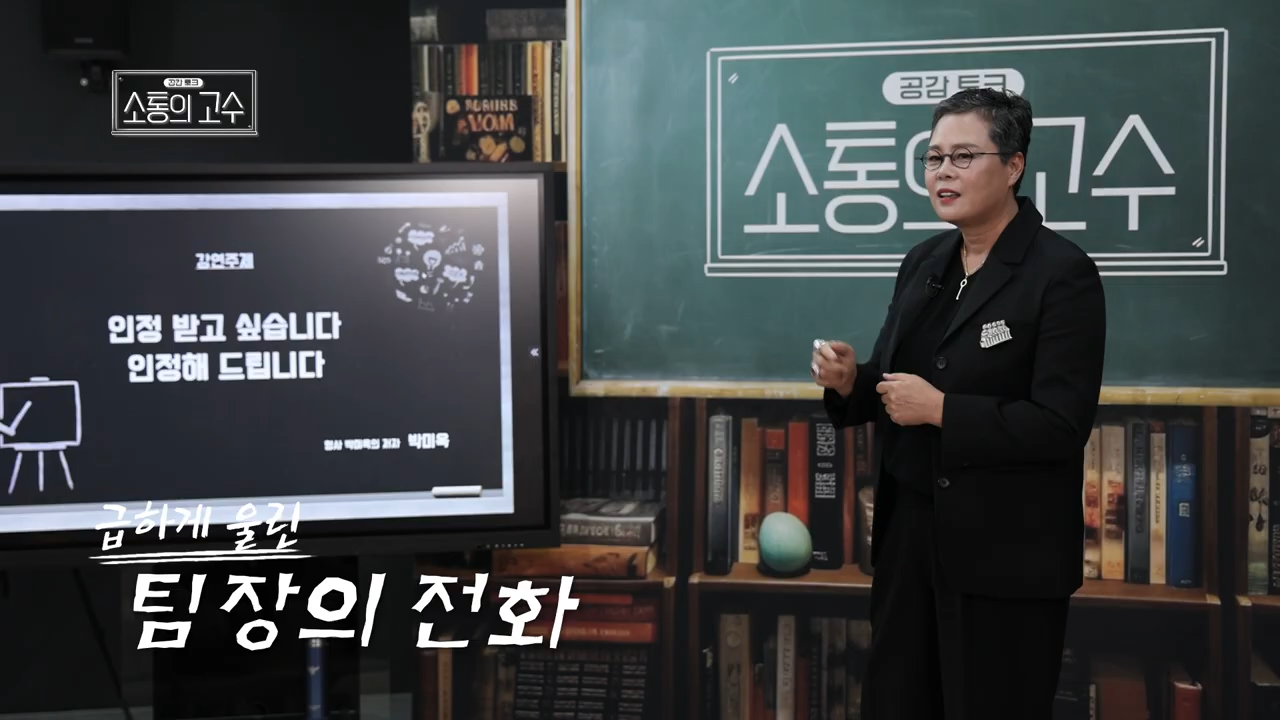 공감 토크
소통의 고수
공감 토크
소통의 고수
강연주제
인정 받고 싶습니다
인정해 드립니다
형사 박미옥의 저자 박미옥
급하게 울린
팀장의 전화